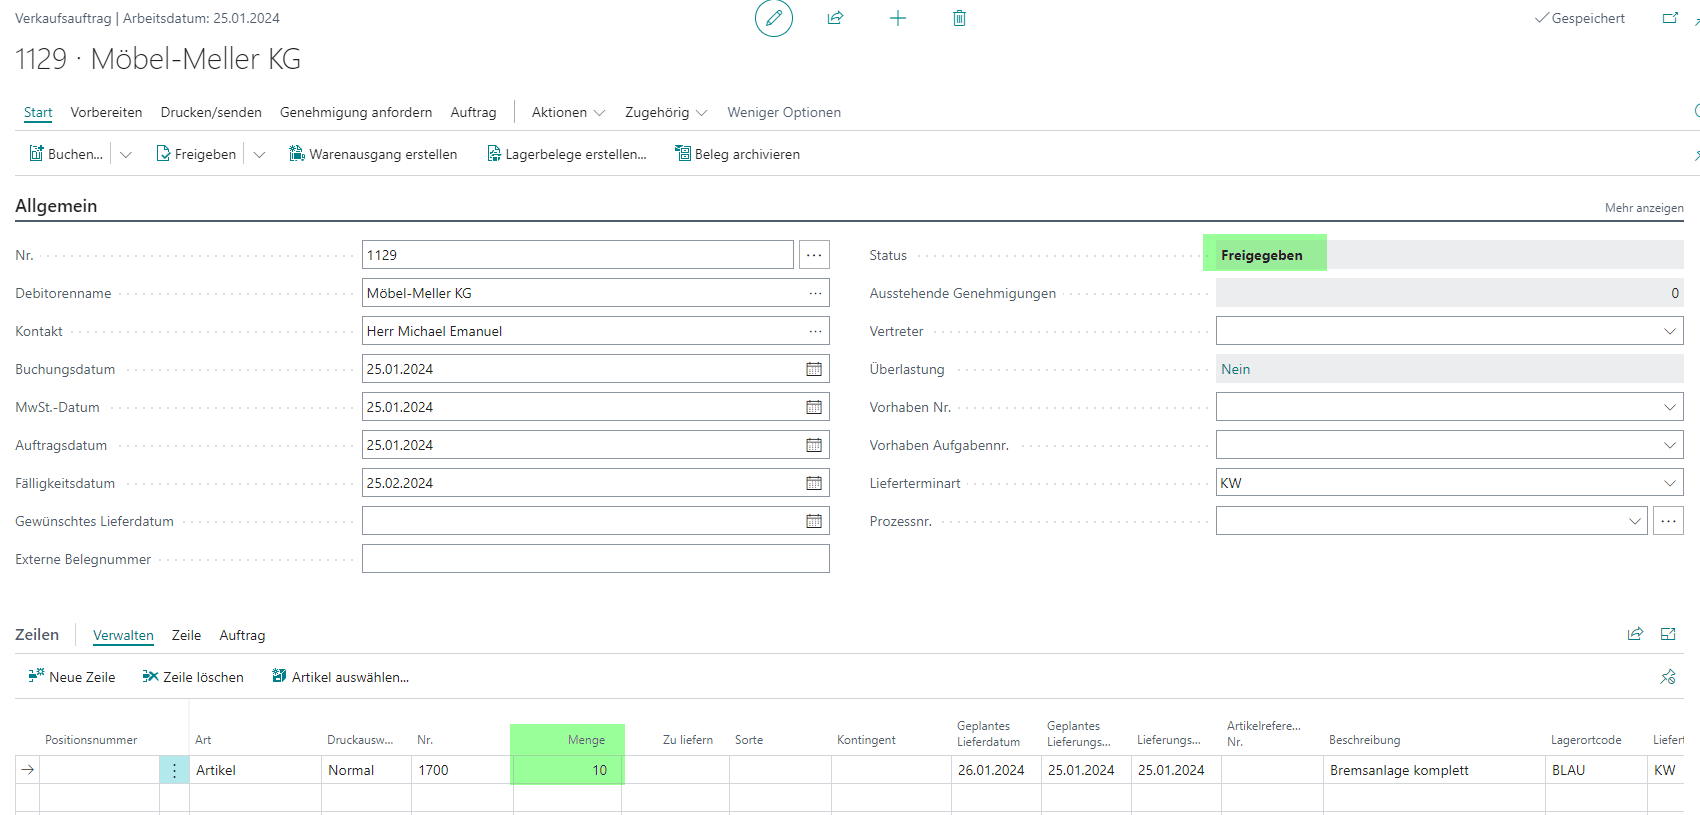 Verkaufsauftrag | Arbeitsdatum: 25.01.2024
Gespeichert
1129 · Möbel-Meller KG
Start Vorbereiten Drucken/senden Genehmigung anfordern Auftrag Aktionen Zugehörig Weniger Optionen
Buchen... Freigeben Warenausgang erstellen Lagerbelege erstellen... Beleg archivieren
Allgemein
Mehr anzeigen
Nr. 1129
Debitorenname Möbel-Meller KG
Kontakt Herr Michael Emanuel
Buchungsdatum 25.01.2024
MwSt.-Datum 25.01.2024
Auftragsdatum 25.01.2024
Fälligkeitsdatum 25.02.2024
Gewünschtes Lieferdatum
Externe Belegnummer
Status Freigegeben
Ausstehende Genehmigungen 0
Vertreter
Überlastung Nein
Vorhaben Nr.
Vorhaben Aufgabennr.
Lieferterminart KW
Prozessnr.
Zeilen Verwalten Zeile Auftrag
Neue Zeile Zeile löschen Artikel auswählen...
Positionsnummer Art Druckausw... Nr. Menge Zu liefern Sorte Kontingent Geplantes Lieferdatum Geplantes Lieferungs... Lieferungs... Artikelrefere... Nr. Beschreibung Lagerortcode Liefert
Artikel Normal 1700 10 26.01.2024 25.01.2024 25.01.2024 Bremsanlage komplett BLAU KW